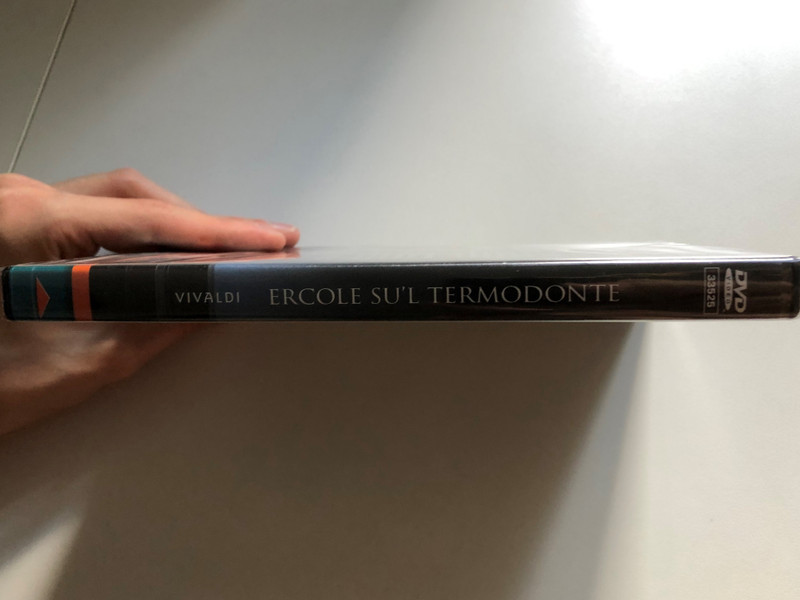 VIVALDI ERCOLE SU'L TERMODONTE
33525
DVD